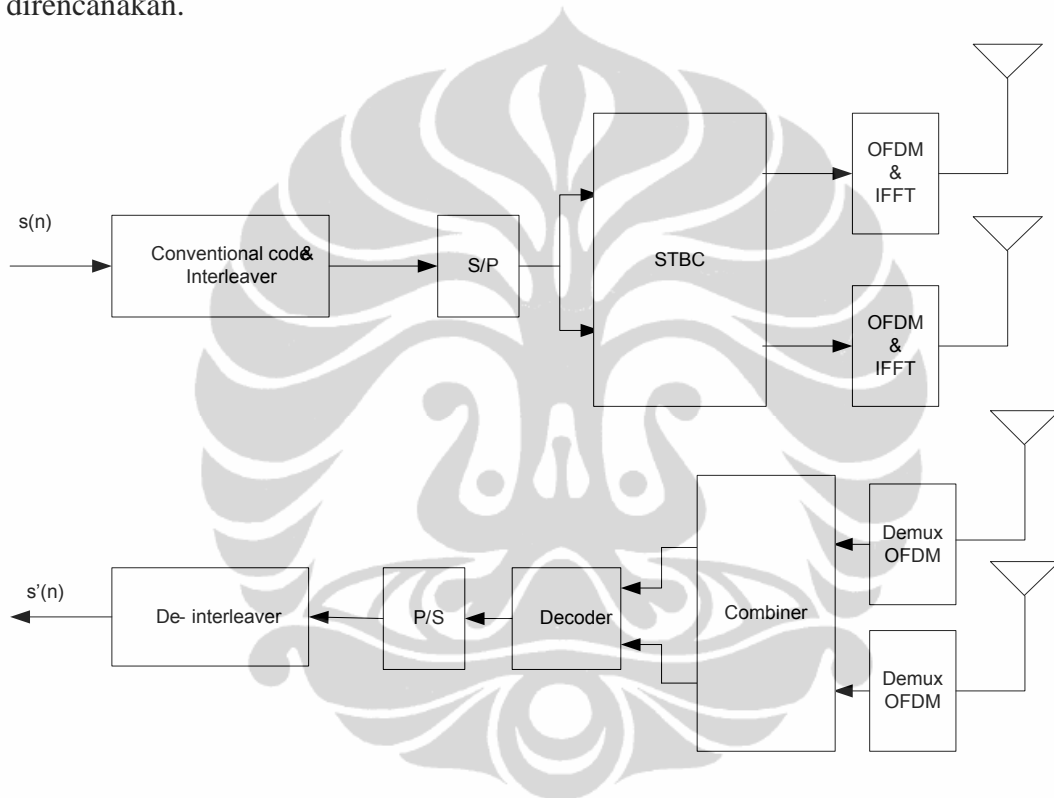 direncanakan.
s(n)
Conventional code&
Interleaver
S/P
STBC
OFDM
&
IFFT
OFDM
&
IFFT
s'(n)
De- interleaver
P/S
Decoder
Combiner
Demux
OFDM
Demux
OFDM